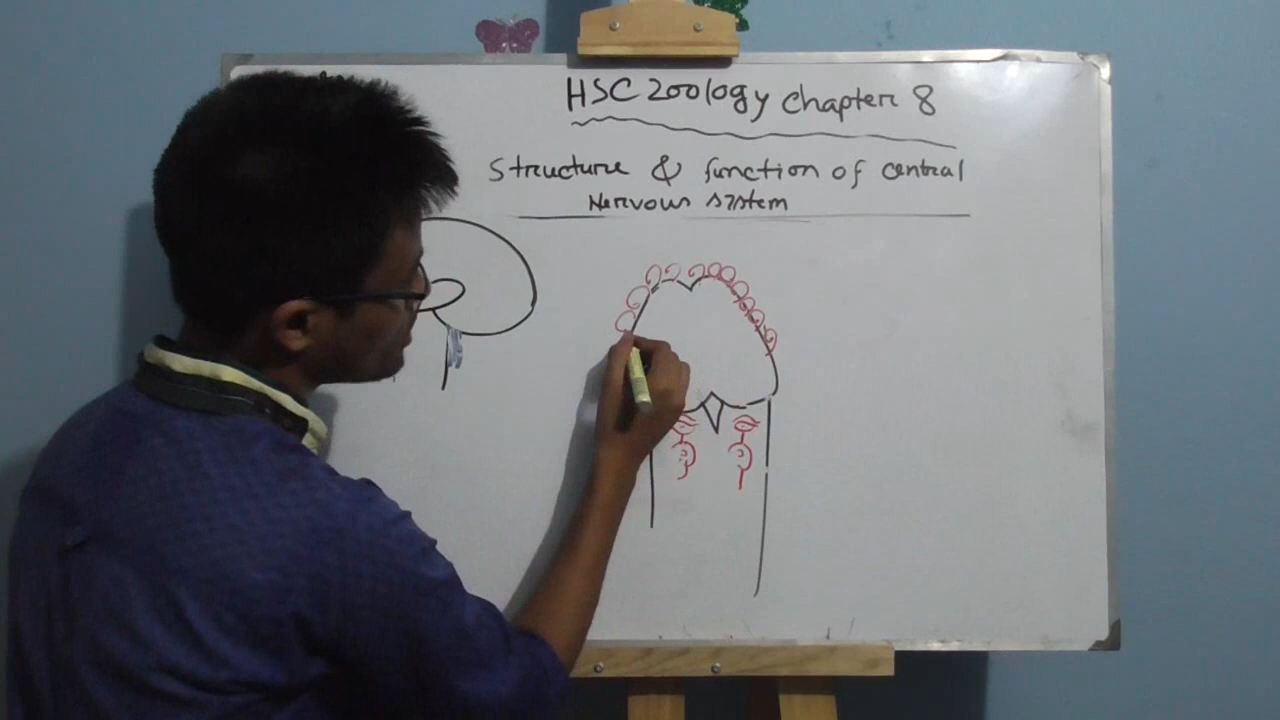 HSC Zoology Chapter 8
Structure & function of central
Nervous system